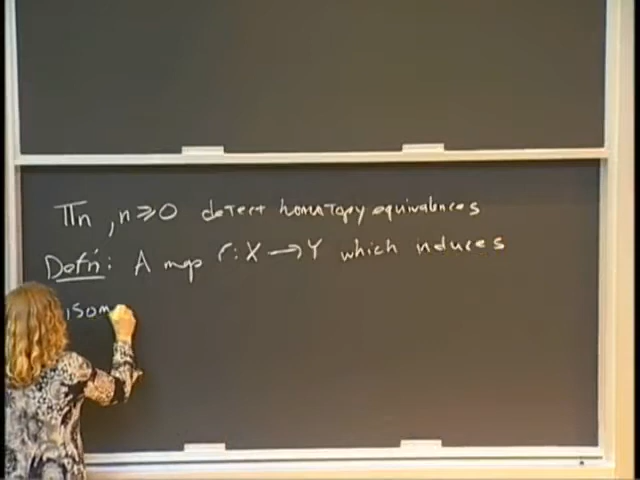 πn, n≥0 detect homotopy equivalences
Defn: A map f: X → Y which induces
isom